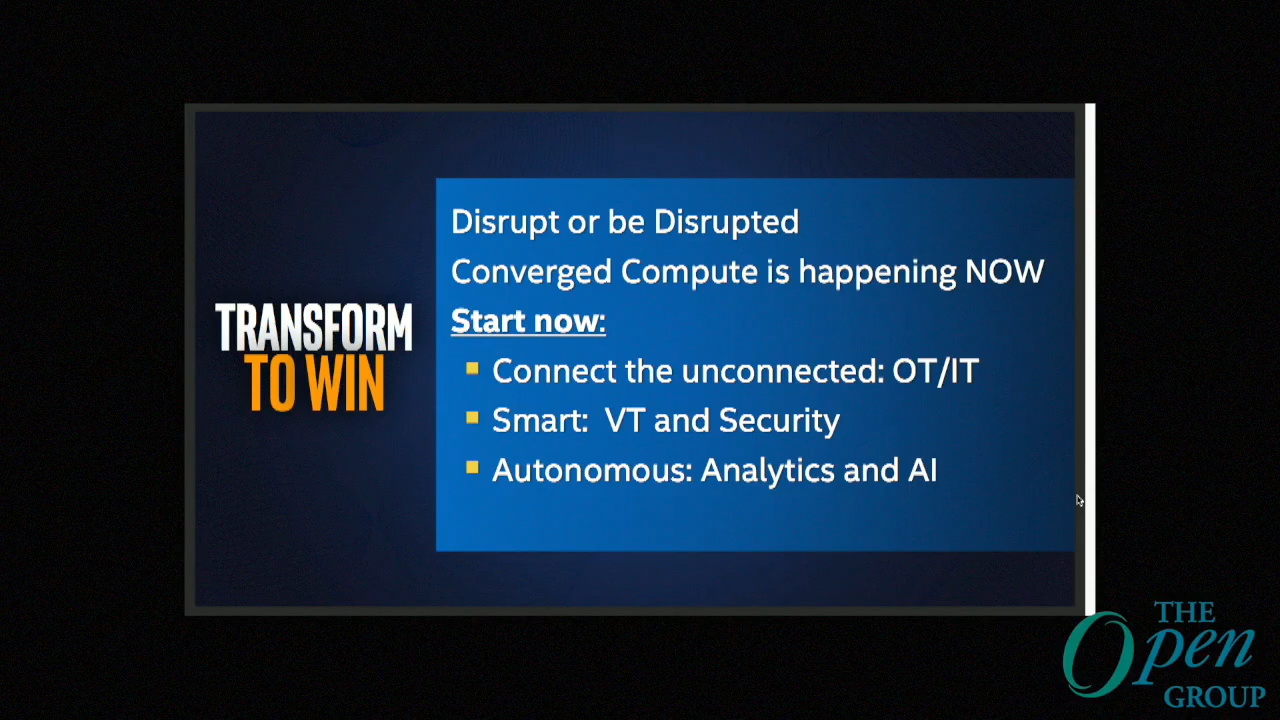 TRANSFORM
TO WIN
Disrupt or be Disrupted
Converged Compute is happening NOW
Start now:
Connect the unconnected: OT/IT
Smart:  VT and Security
Autonomous: Analytics and AI
THE
Open
GROUP